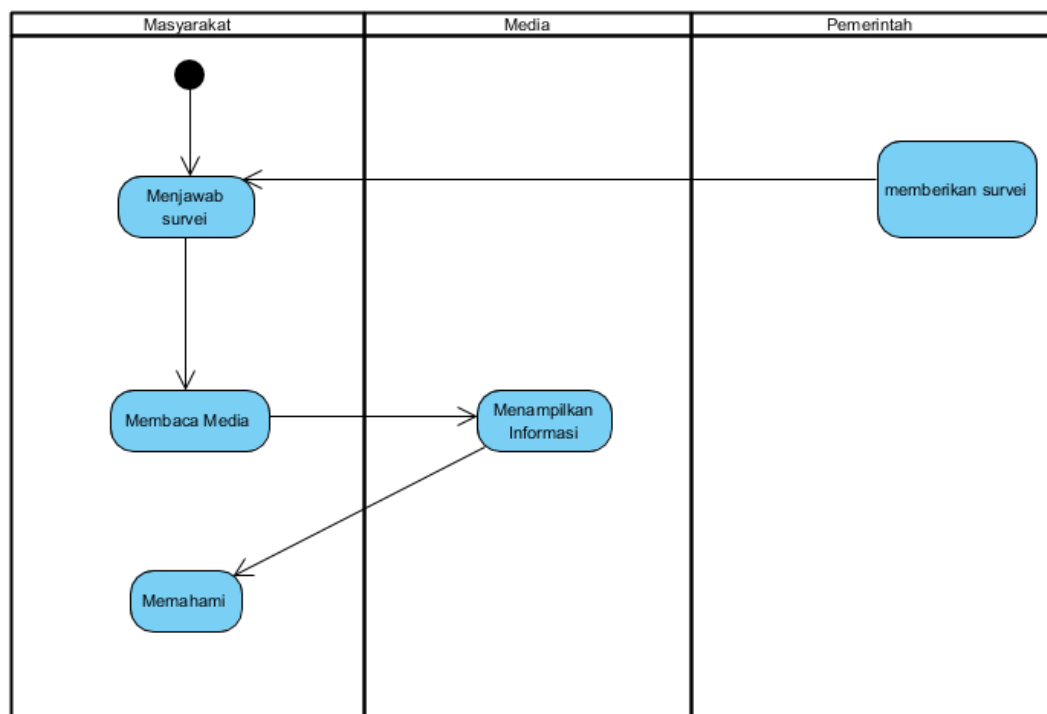 Masyarakat
Media
Pemerintah
Menjawab
survei
memberikan survei
Membaca Media
Menampilkan
Informasi
Memahami